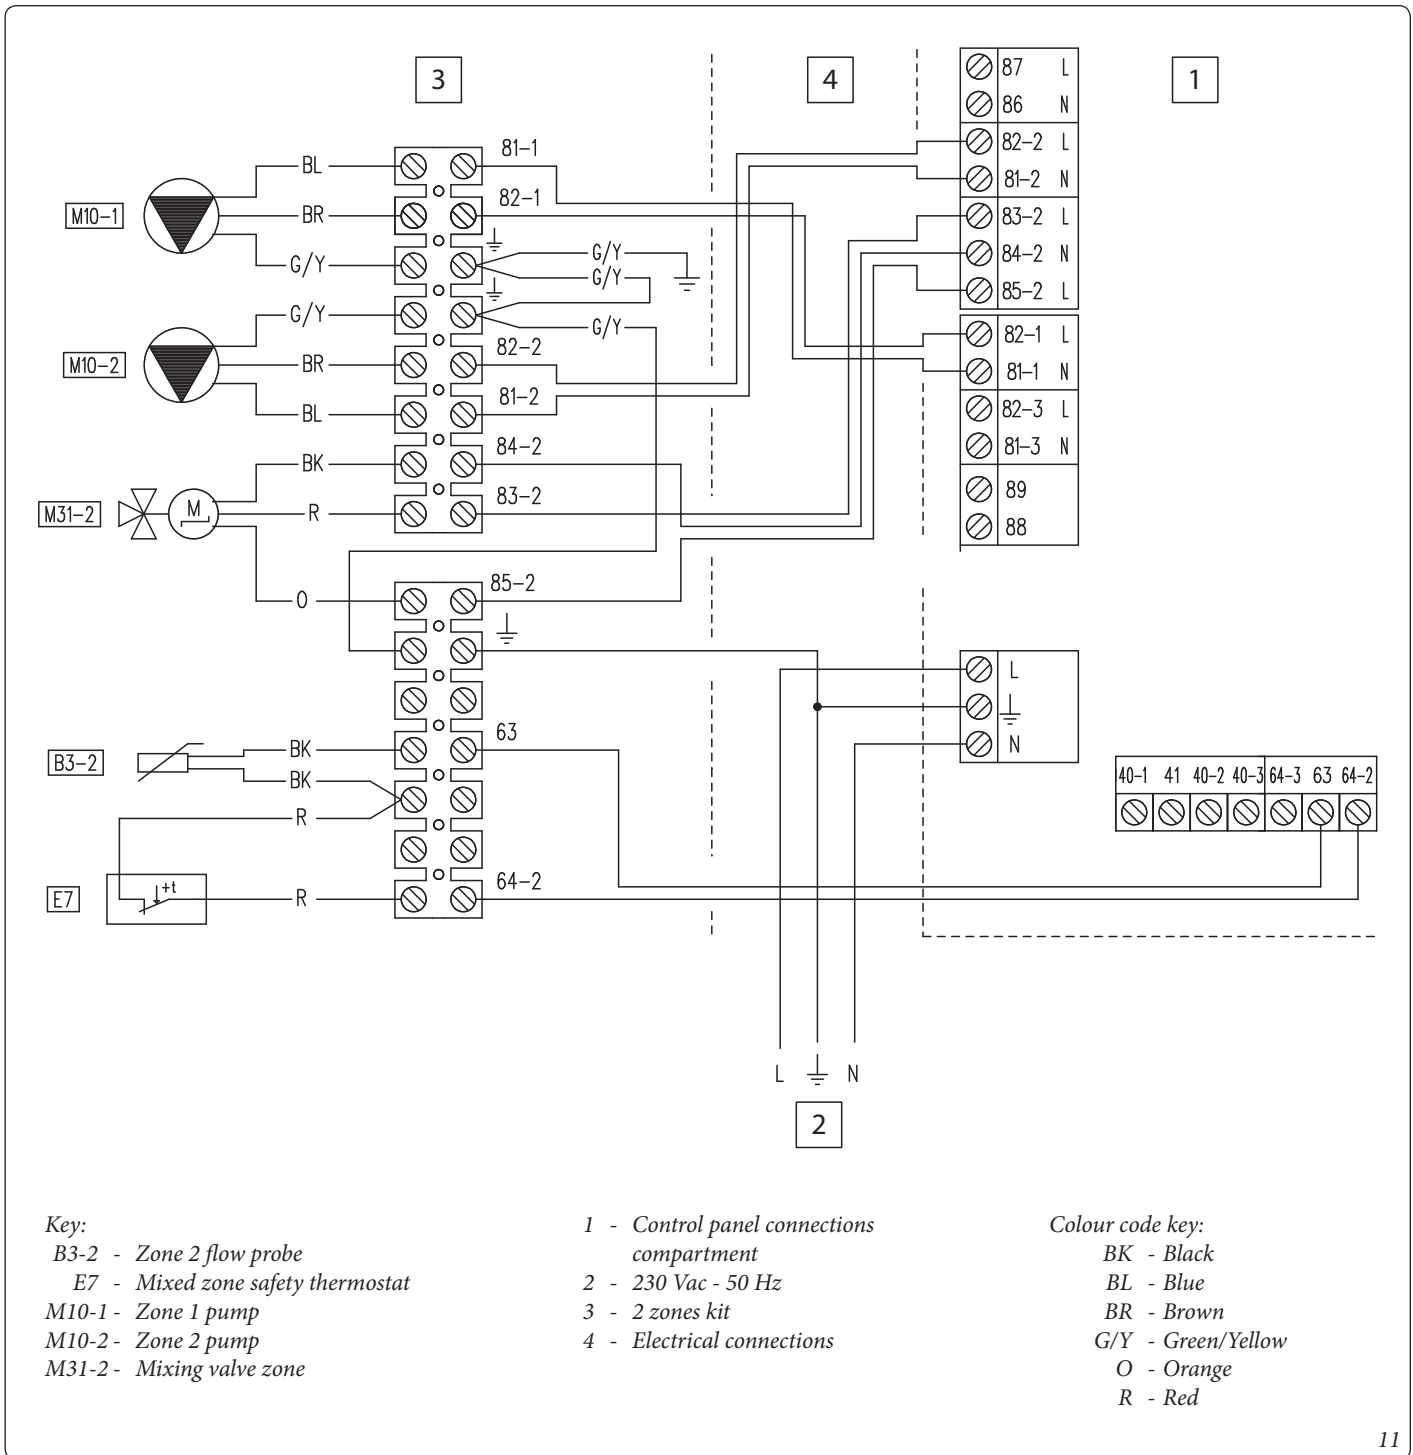 3
4
1
87 L
86 N
82-2 L
81-2 N
83-2 L
84-2 N
85-2 L
82-1 L
81-1 N
82-3 L
81-3 N
89
88
M10-1
BL
BR
G/Y
81-1
82-1
G/Y
G/Y
G/Y
M10-2
G/Y
BR
BL
82-2
81-2
M31-2
M
BK
R
O
84-2
83-2
85-2
L
N
B3-2
BK
BK
R
63
E7
+t
R
64-2
40-1 41 40-2 40-3 64-3 63 64-2
L N
2
Key:
B3-2 - Zone 2 flow probe
E7 - Mixed zone safety thermostat
M10-1 - Zone 1 pump
M10-2 - Zone 2 pump
M31-2 - Mixing valve zone
1 - Control panel connections
compartment
2 - 230 Vac - 50 Hz
3 - 2 zones kit
4 - Electrical connections
Colour code key:
BK - Black
BL - Blue
BR - Brown
G/Y - Green/Yellow
O - Orange
R - Red
11